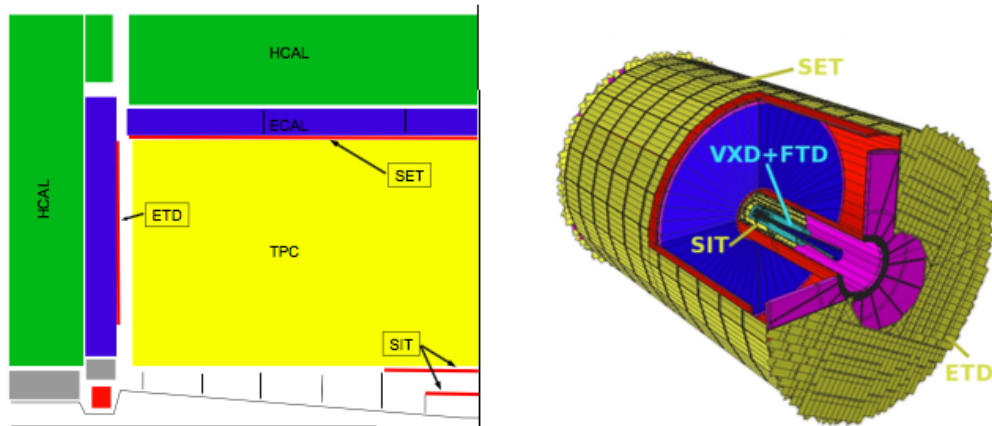 HCAL
ECAL
SET
ETD
HCAL
TPC
SIT
SET
VXD+FTD
SIT
ETD